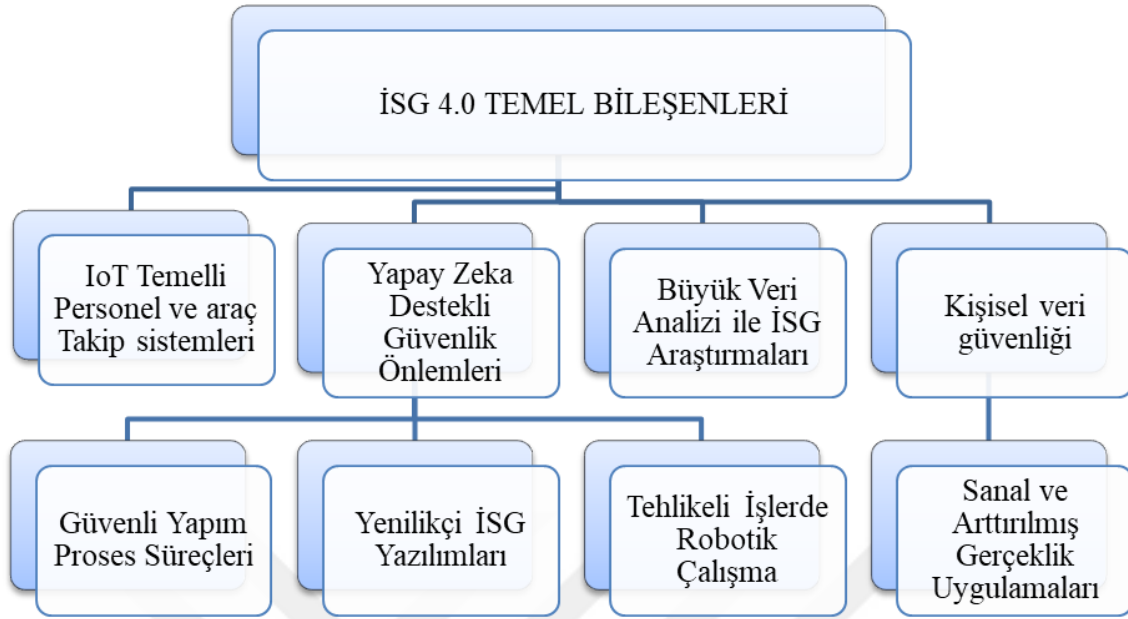 İSG 4.0 TEMEL BİLEŞENLERİ
IoT Temelli
Personel ve araç
Takip sistemleri
Yapay Zeka
Destekli
Güvenlik
Önlemleri
Büyük Veri
Analizi ile İSG
Araştırmaları
Kişisel veri
güvenliği
Güvenli Yapım
Proses Süreçleri
Yenilikçi İSG
Yazılımları
Tehlikeli İşlerde
Robotik
Çalışma
Sanal ve
Arttırılmış
Gerçeklik
Uygulamaları